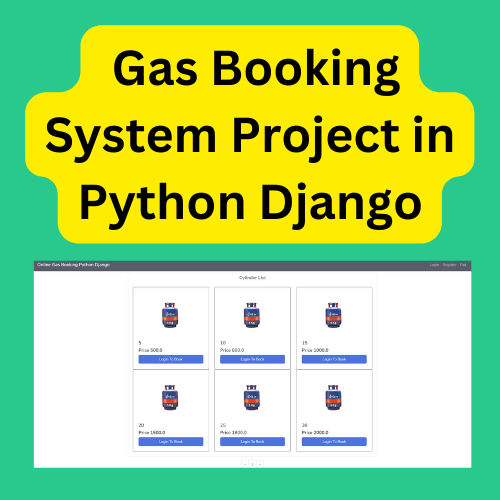 Gas Booking
System Project in
Python Django
Online Gas Booking Python Django
Login Register Faq
Cylinder List
5
Price 500.0
Login To Book
10
Price 800.0
Login To Book
15
Price 1000.0
Login To Book
20
Price 1500.0
Login To Book
25
Price 1800.0
Login To Book
30
Price 2000.0
Login To Book
« 1 »